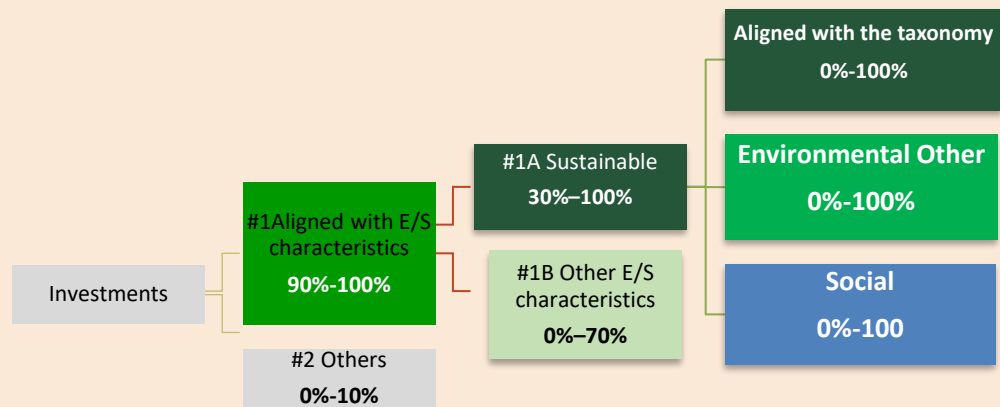 Investments
#1Aligned with E/S
characteristics
90%-100%
#2 Others
0%-10%
#1A Sustainable
30%–100%
#1B Other E/S
characteristics
0%–70%
Aligned with the taxonomy
0%-100%
Environmental Other
0%-100%
Social
0%-100